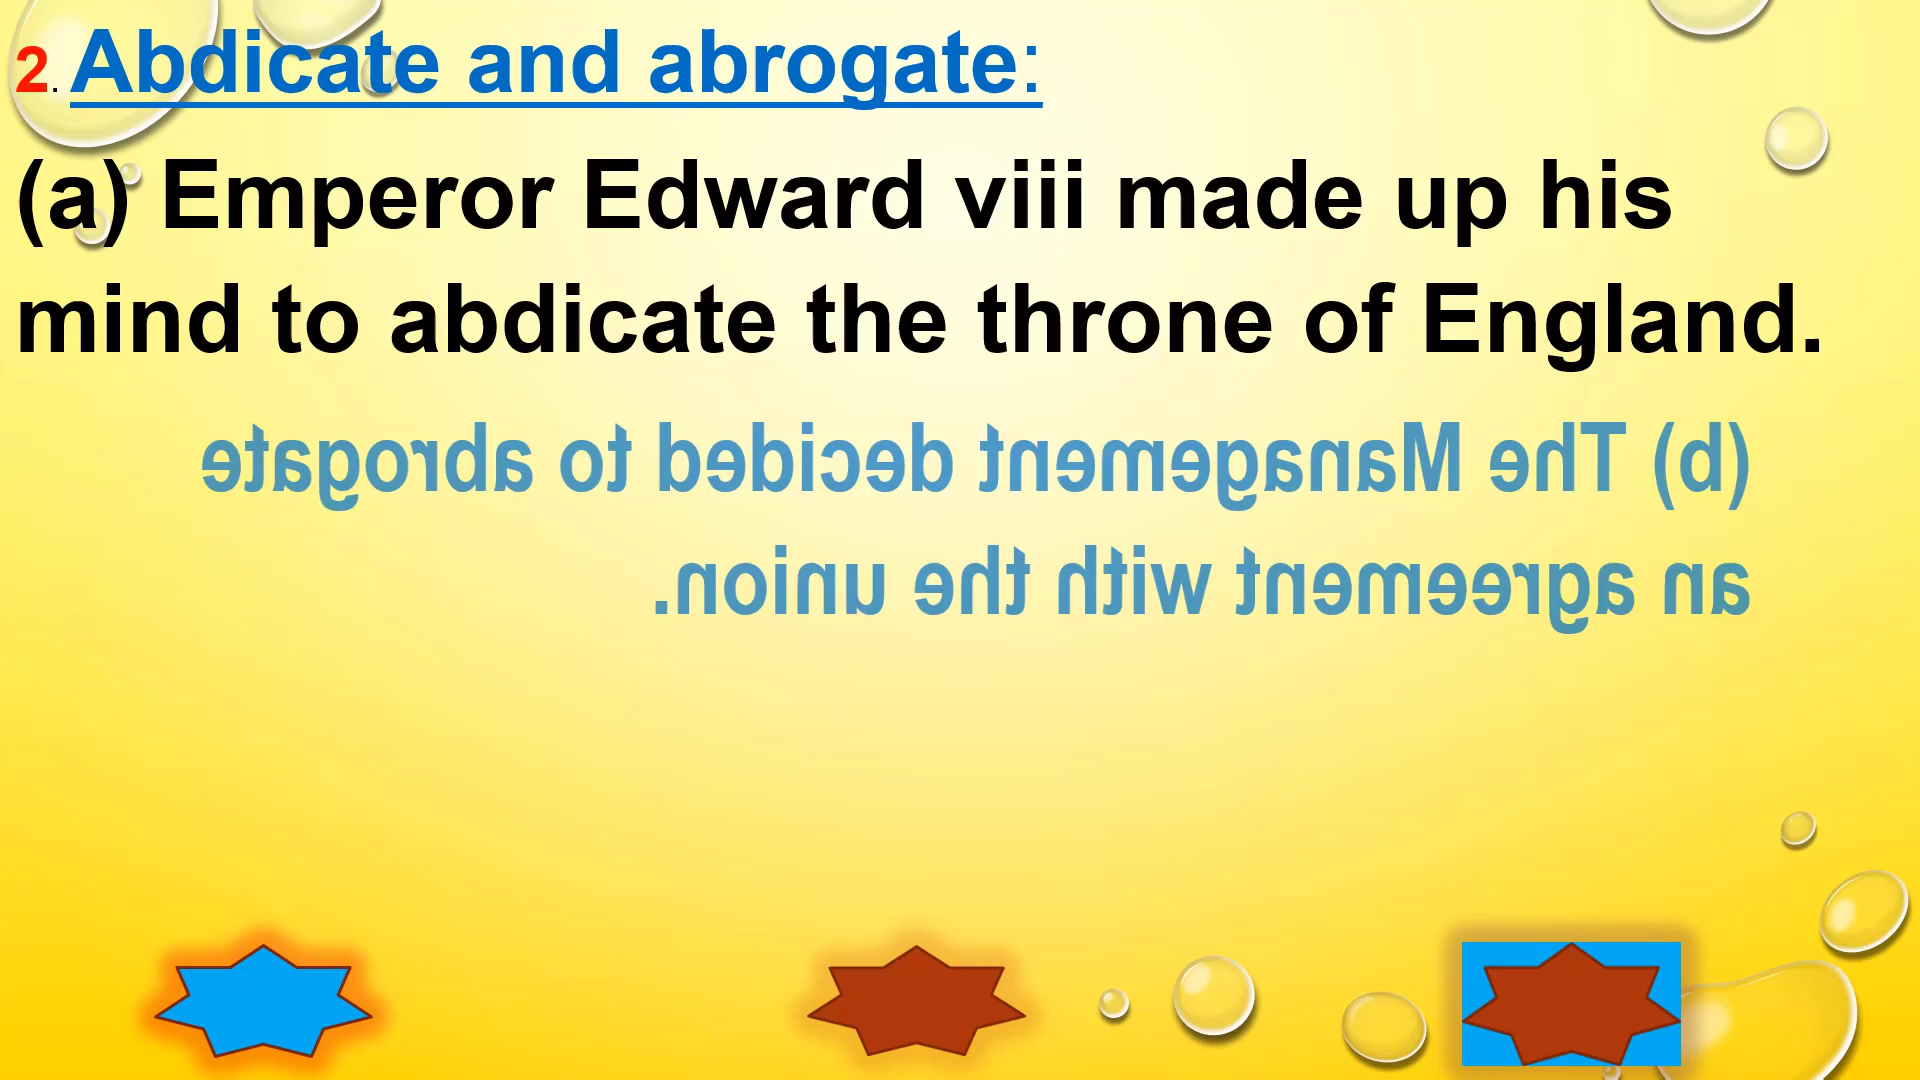 2. Abdicate and abrogate:
(a) Emperor Edward viii made up his
mind to abdicate the throne of England.
(b) The Management decided to abrogate
an agreement with the union.